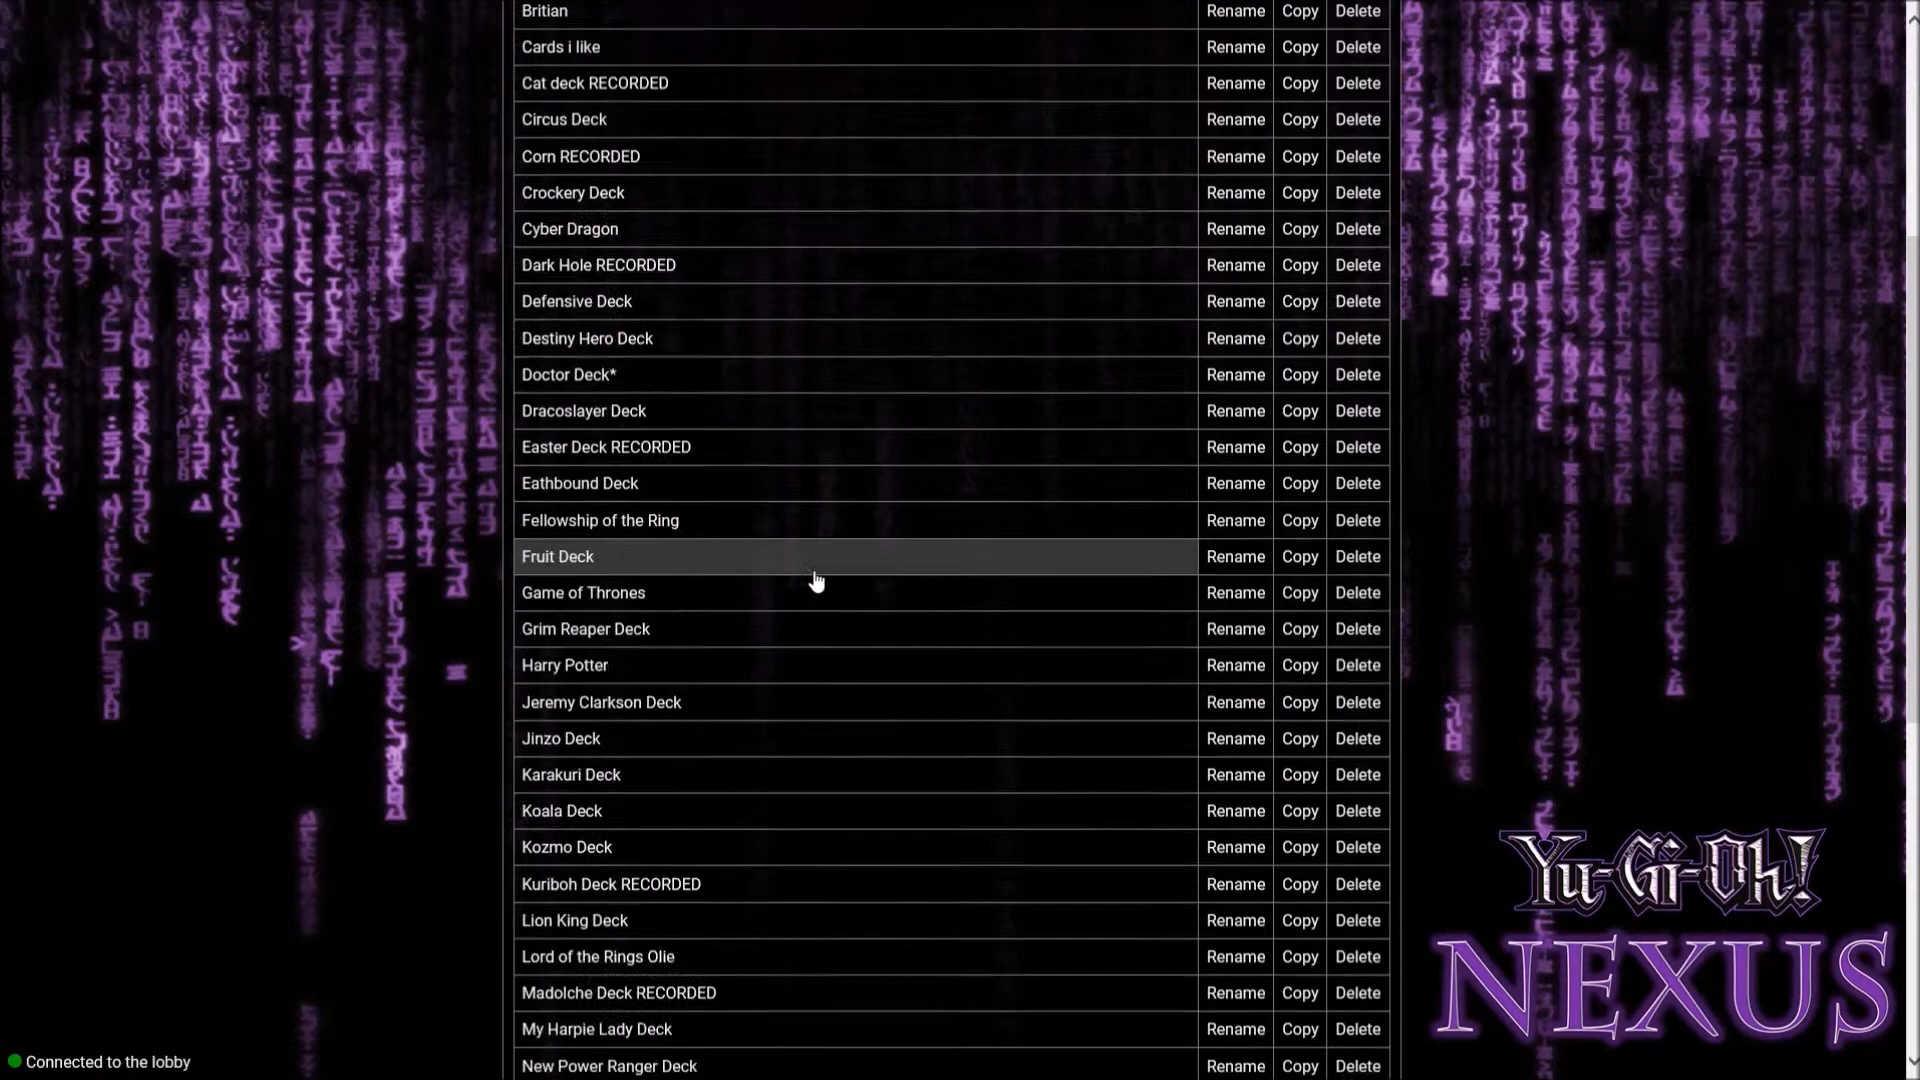 Britian Rename Copy Delete
Cards i like Rename Copy Delete
Cat deck RECORDED Rename Copy Delete
Circus Deck Rename Copy Delete
Corn RECORDED Rename Copy Delete
Crockery Deck Rename Copy Delete
Cyber Dragon Rename Copy Delete
Dark Hole RECORDED Rename Copy Delete
Defensive Deck Rename Copy Delete
Destiny Hero Deck Rename Copy Delete
Doctor Deck* Rename Copy Delete
Dracoslayer Deck Rename Copy Delete
Easter Deck RECORDED Rename Copy Delete
Eathbound Deck Rename Copy Delete
Fellowship of the Ring Rename Copy Delete
Fruit Deck Rename Copy Delete
Game of Thrones Rename Copy Delete
Grim Reaper Deck Rename Copy Delete
Harry Potter Rename Copy Delete
Jeremy Clarkson Deck Rename Copy Delete
Jinzo Deck Rename Copy Delete
Karakuri Deck Rename Copy Delete
Koala Deck Rename Copy Delete
Kozmo Deck Rename Copy Delete
Kuriboh Deck RECORDED Rename Copy Delete
Lion King Deck Rename Copy Delete
Lord of the Rings Olie Rename Copy Delete
Madolche Deck RECORDED Rename Copy Delete
My Harpie Lady Deck Rename Copy Delete
New Power Ranger Deck Rename Copy Delete
Yu-Gi-Oh!
NEXUS
Connected to the lobby